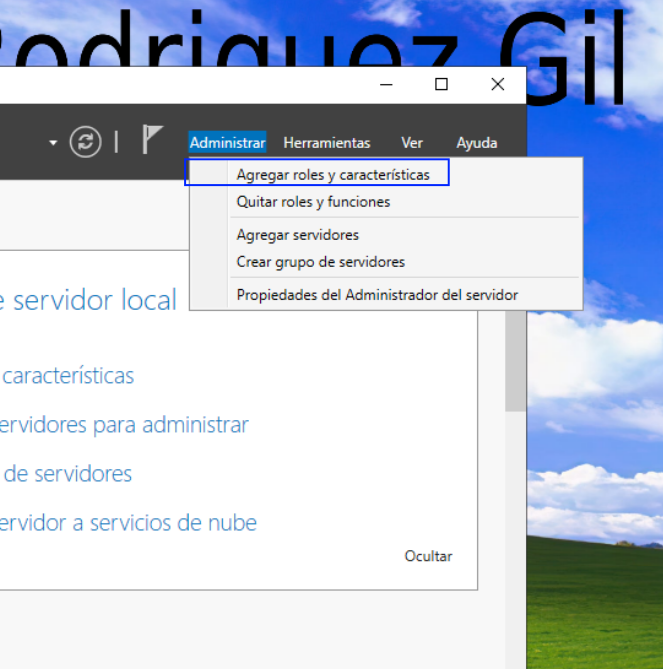 Rodriguez Gil
Administrar Herramientas Ver Ayuda
Agregar roles y características
Quitar roles y funciones
Agregar servidores
Crear grupo de servidores
Propiedades del Administrador del servidor
e servidor local
características
ervidores para administrar
de servidores
ervidor a servicios de nube
Ocultar